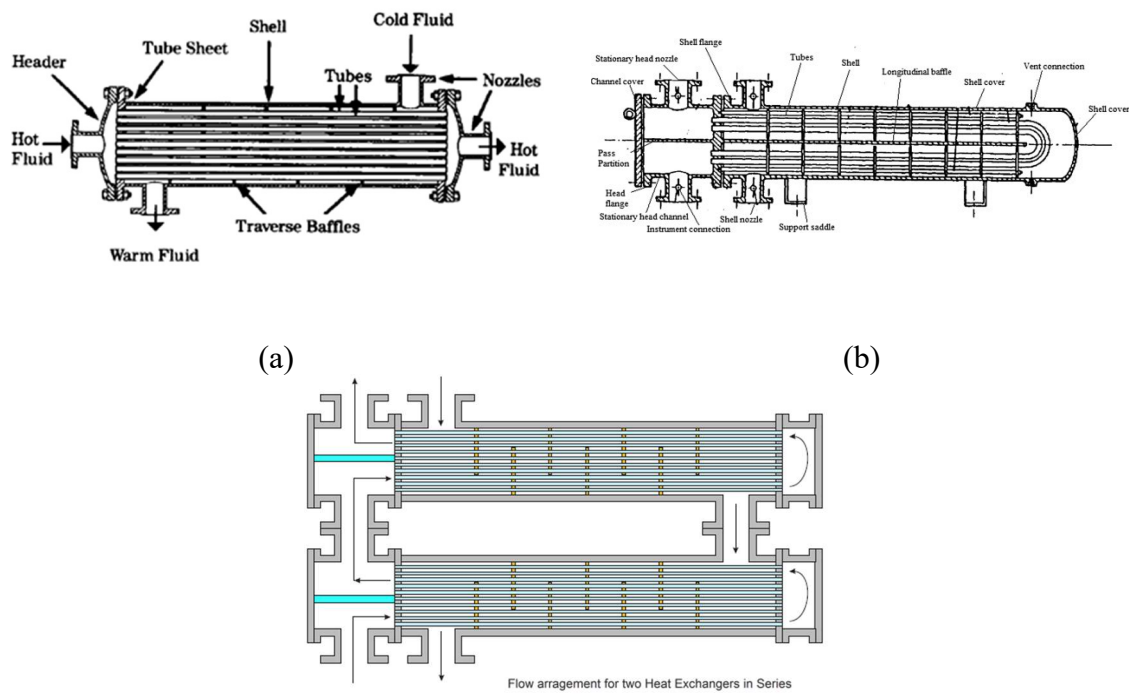 Cold Fluid
Shell
Tube Sheet
Header
Tubes
Nozzles
Hot
Fluid
Hot
Fluid
Traverse Baffles
Warm Fluid
Shell flange
Stationary head nozzle
Channel cover
Tubes
Shell
Longitudinal baffle
Shell cover
Vent connection
Shell cover
Pass
Partition
Head
flange
Stationary head channel
Instrument connection
Shell nozzle
Support saddle
(a)
(b)
Flow arragement for two Heat Exchangers in Series